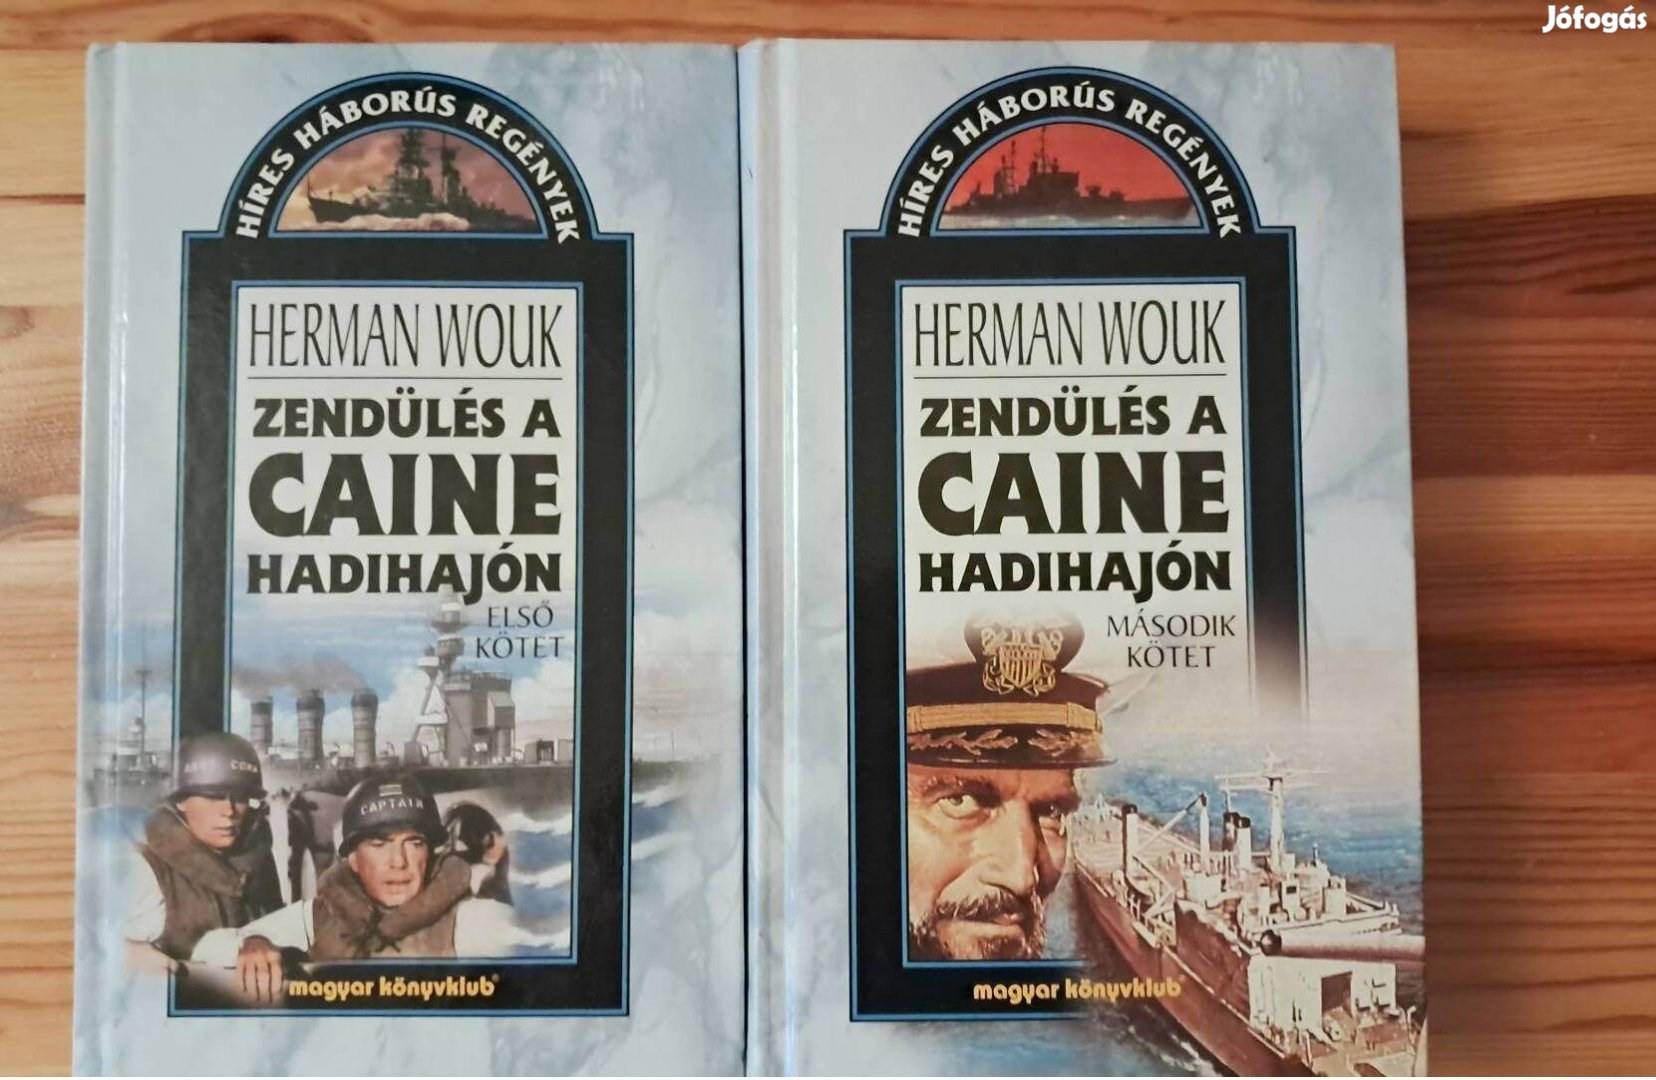 Jófogás
HÍRES HÁBORÚS REGÉNYEK
HERMAN WOUK
ZENDÜLÉS A
CAINE
HADIHAJÓN
ELSŐ
KÖTET
CAPTAIN
magyar könyvklub
HÍRES HÁBORÚS REGÉNYEK
HERMAN WOUK
ZENDÜLÉS A
CAINE
HADIHAJÓN
MÁSODIK
KÖTET
magyar könyvklub